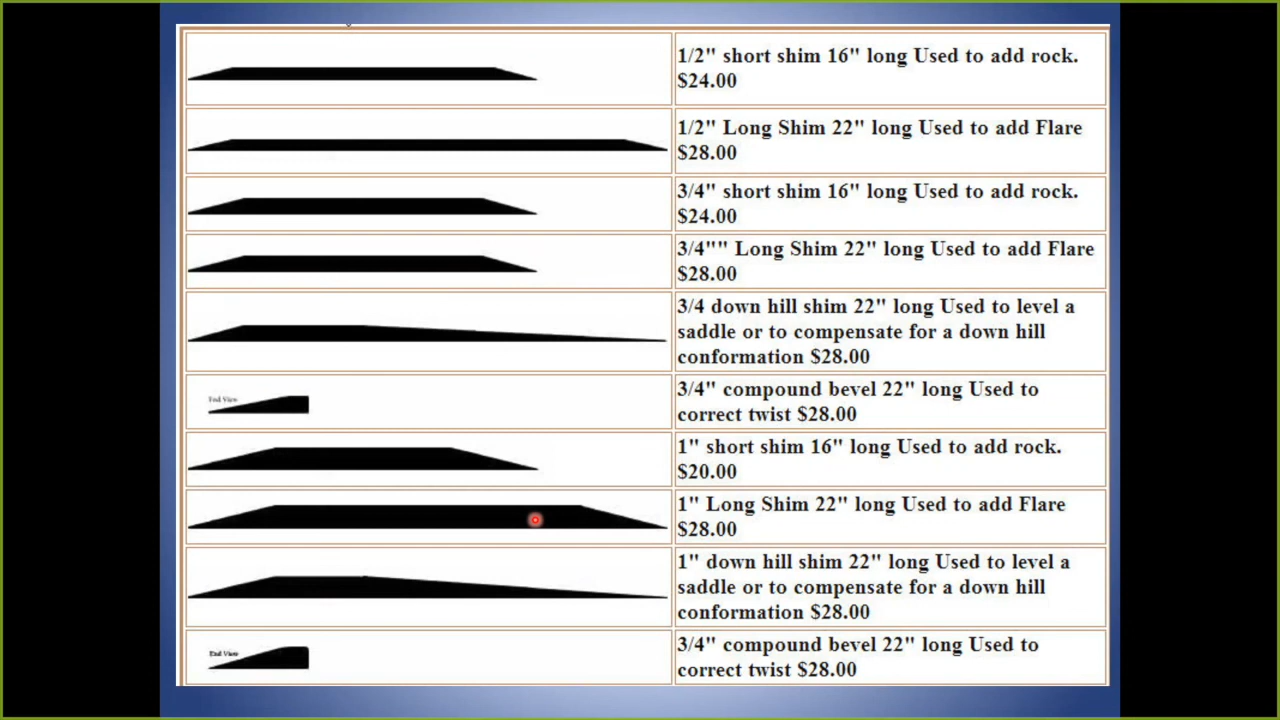 1/2" short shim 16" long Used to add rock.
$24.00
1/2" Long Shim 22" long Used to add Flare
$28.00
3/4" short shim 16" long Used to add rock.
$24.00
3/4"" Long Shim 22" long Used to add Flare
$28.00
3/4 down hill shim 22" long Used to level a
saddle or to compensate for a down hill
conformation $28.00
End View
3/4" compound bevel 22" long Used to
correct twist $28.00
1" short shim 16" long Used to add rock.
$20.00
1" Long Shim 22" long Used to add Flare
$28.00
1" down hill shim 22" long Used to level a
saddle or to compensate for a down hill
conformation $28.00
End View
3/4" compound bevel 22" long Used to
correct twist $28.00